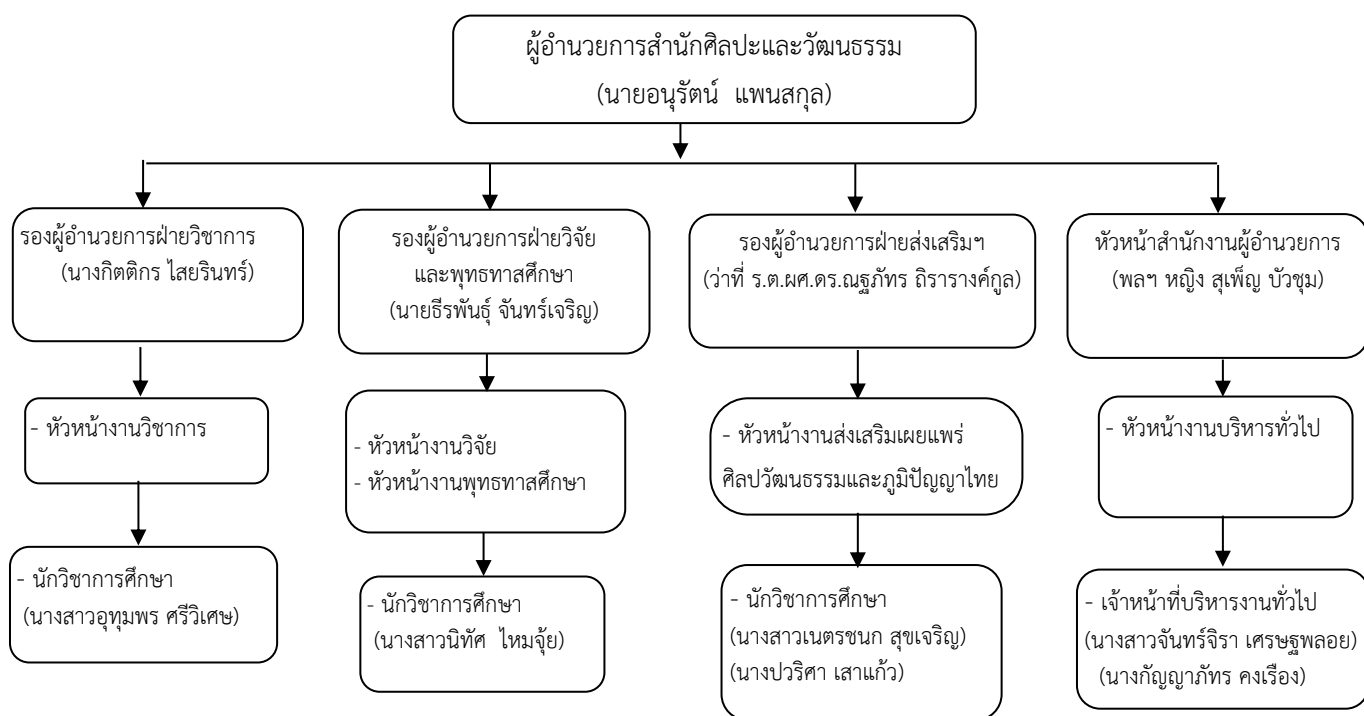 ผู้อำนวยการสำนักศิลปะและวัฒนธรรม
(นายอนุรัตน์ แพนสกุล)
รองผู้อำนวยการฝ่ายวิชาการ
(นางกิตติกร ไสยรินทร์)
รองผู้อำนวยการฝ่ายวิจัย
และพุทธทาสศึกษา
(นายธีรพันธุ์ จันทร์เจริญ)
รองผู้อำนวยการฝ่ายส่งเสริมฯ
(ว่าที่ ร.ต.ผศ.ดร.ณฐภัทร ถิรารางค์กูล)
หัวหน้าสำนักงานผู้อำนวยการ
(พลฯ หญิง สุเพ็ญ บัวชุม)
- หัวหน้างานวิชาการ
- หัวหน้างานวิจัย
- หัวหน้างานพุทธทาสศึกษา
- หัวหน้างานส่งเสริมเผยแพร่
ศิลปวัฒนธรรมและภูมิปัญญาไทย
- หัวหน้างานบริหารทั่วไป
- นักวิชาการศึกษา
(นางสาวอุทุมพร ศรีวิเศษ)
- นักวิชาการศึกษา
(นางสาวนิทัศ ไหมจุ้ย)
- นักวิชาการศึกษา
(นางสาวเนตรชนก สุขเจริญ)
(นางปวริศา เสาแก้ว)
- เจ้าหน้าที่บริหารงานทั่วไป
(นางสาวจันทร์จิรา เศรษฐพลอย)
(นางกัญญาภัทร คงเรือง)